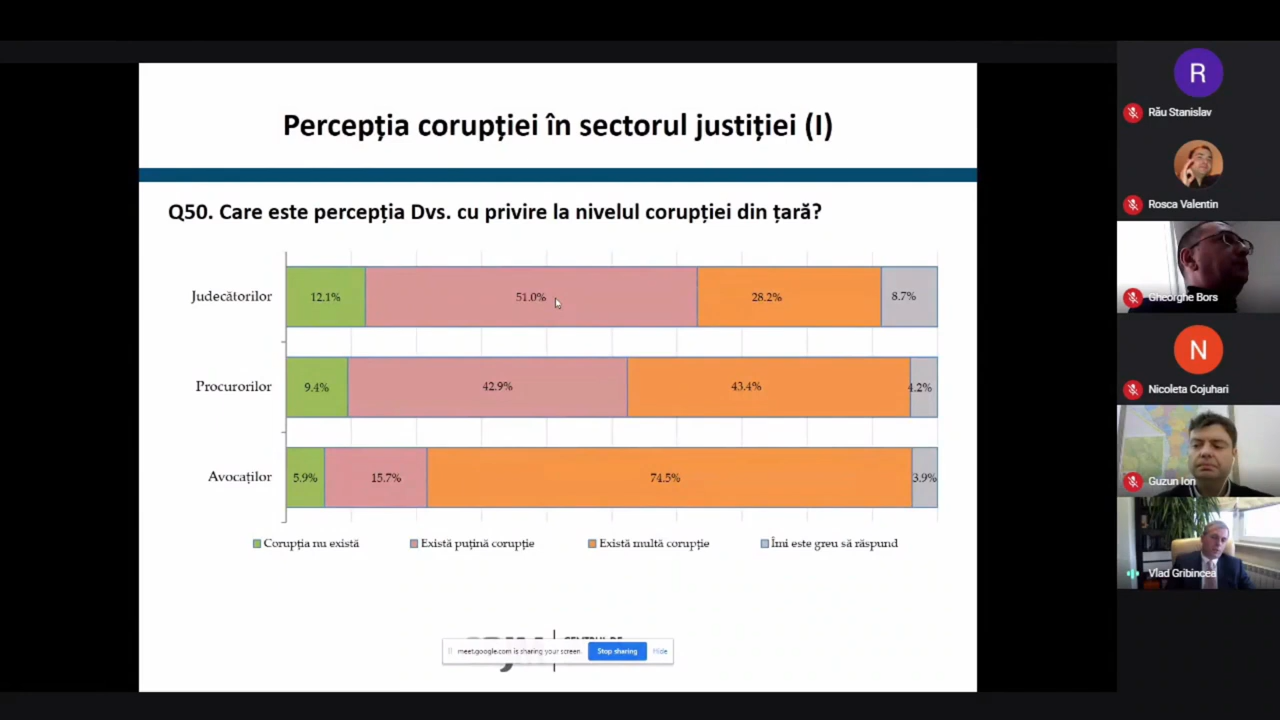 Percepția corupției în sectorul justiției (I)
Q50. Care este percepția Dvs. cu privire la nivelul corupției din țară?
Judecătorilor
12.1%
51.0%
28.2%
8.7%
Procurorilor
9.4%
42.9%
43.4%
4.2%
Avocaților
5.9%
15.7%
74.5%
3.9%
Corupția nu există
Există puțină corupție
Există multă corupție
Îmi este greu să răspund
meet.google.com is sharing your screen.
Stop sharing
Hide
R
Rău Stanislav
Rosca Valentin
Gheorghe Bors
N
Nicoleta Cojuhari
Guzun Ion
Vlad Gribincea